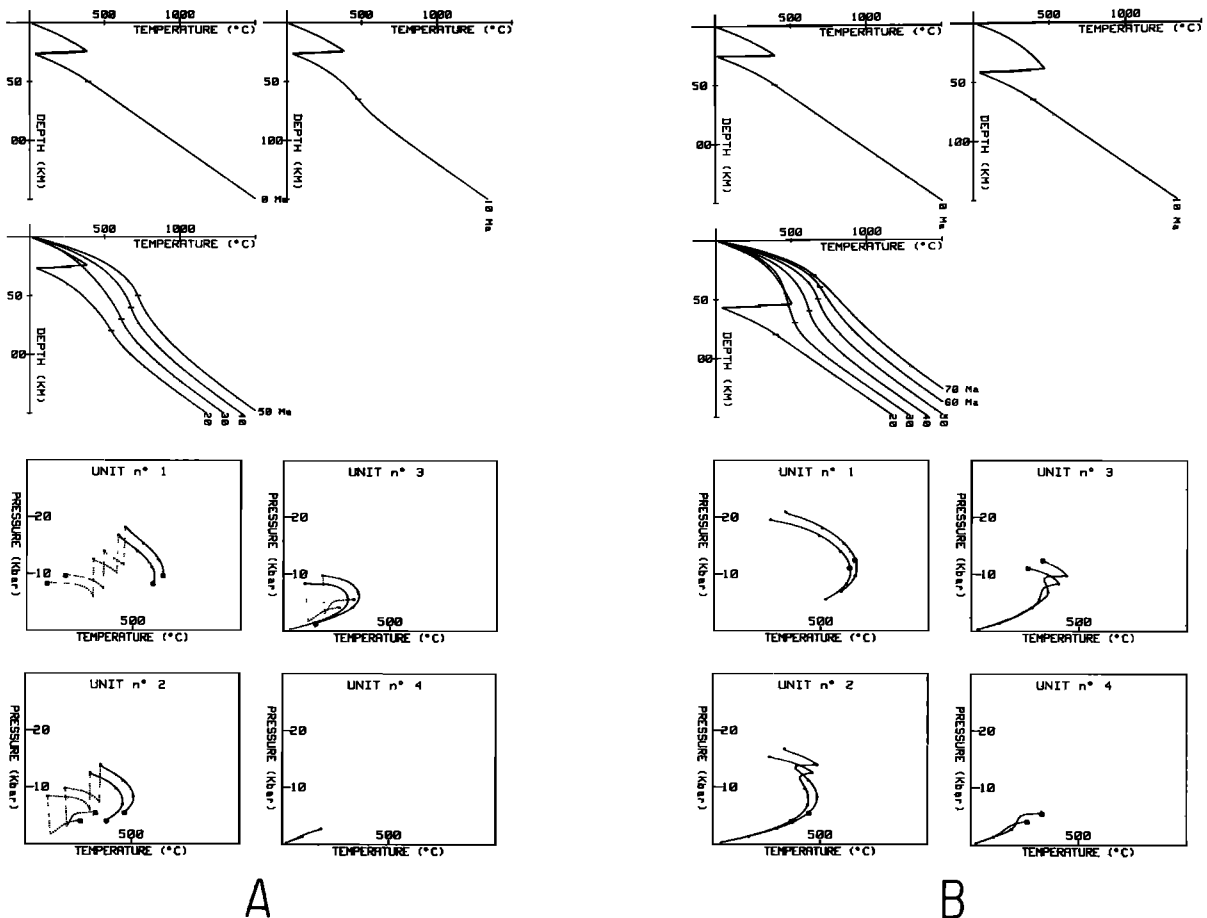 500 1000
TEMPERATURE (°C)
50
00
DEPTH (KM)
0 Ma
500 1000
TEMPERATURE (°C)
50
100
DEPTH (KM)
10 Ma
500 1000
TEMPERATURE (°C)
50
00
DEPTH (KM)
20 30 40 50 Ma
UNIT n° 1
PRESSURE (Kbar)
20
10
500
TEMPERATURE (°C)
UNIT n° 3
PRESSURE (Kbar)
20
10
500
TEMPERATURE (°C)
UNIT n° 2
PRESSURE (Kbar)
20
10
500
TEMPERATURE (°C)
UNIT n° 4
PRESSURE (Kbar)
20
10
500
TEMPERATURE (°C)
A
500 1000
TEMPERATURE (°C)
50
00
DEPTH (KM)
0 Ma
500 1000
TEMPERATURE (°C)
50
100
DEPTH (KM)
10 Ma
500 1000
TEMPERATURE (°C)
50
00
DEPTH (KM)
70 Ma
60 Ma
20 30 40 50
UNIT n° 1
PRESSURE (Kbar)
20
10
500
TEMPERATURE (°C)
UNIT n° 3
PRESSURE (Kbar)
20
10
500
TEMPERATURE (°C)
UNIT n° 2
PRESSURE (Kbar)
20
10
500
TEMPERATURE (°C)
UNIT n° 4
PRESSURE (Kbar)
20
10
500
TEMPERATURE (°C)
B